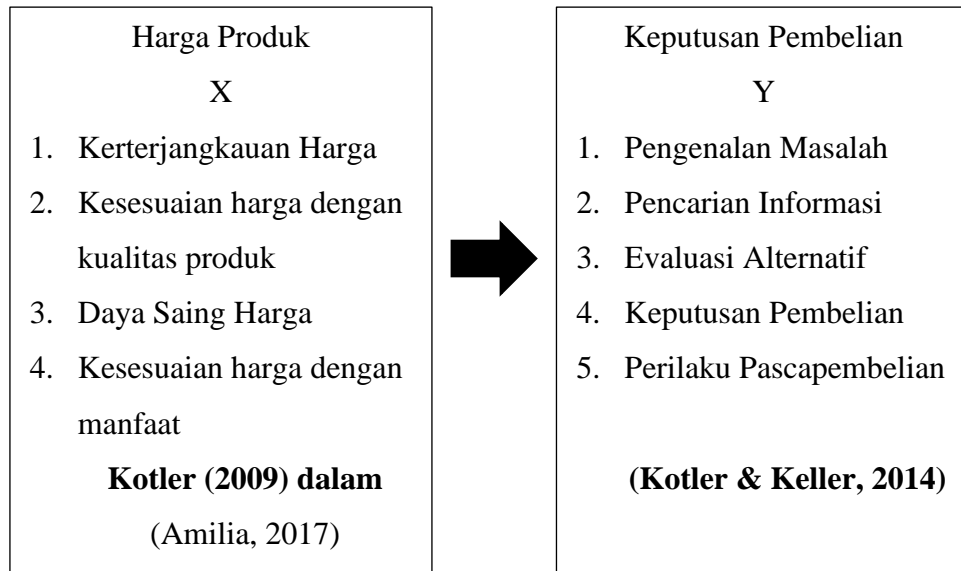 Harga Produk
X
1. Kerterjangkauan Harga
2. Kesesuaian harga dengan
kualitas produk
3. Daya Saing Harga
4. Kesesuaian harga dengan
manfaat
Kotler (2009) dalam
(Amilia, 2017)
Keputusan Pembelian
Y
1. Pengenalan Masalah
2. Pencarian Informasi
3. Evaluasi Alternatif
4. Keputusan Pembelian
5. Perilaku Pascapembelian
(Kotler & Keller, 2014)